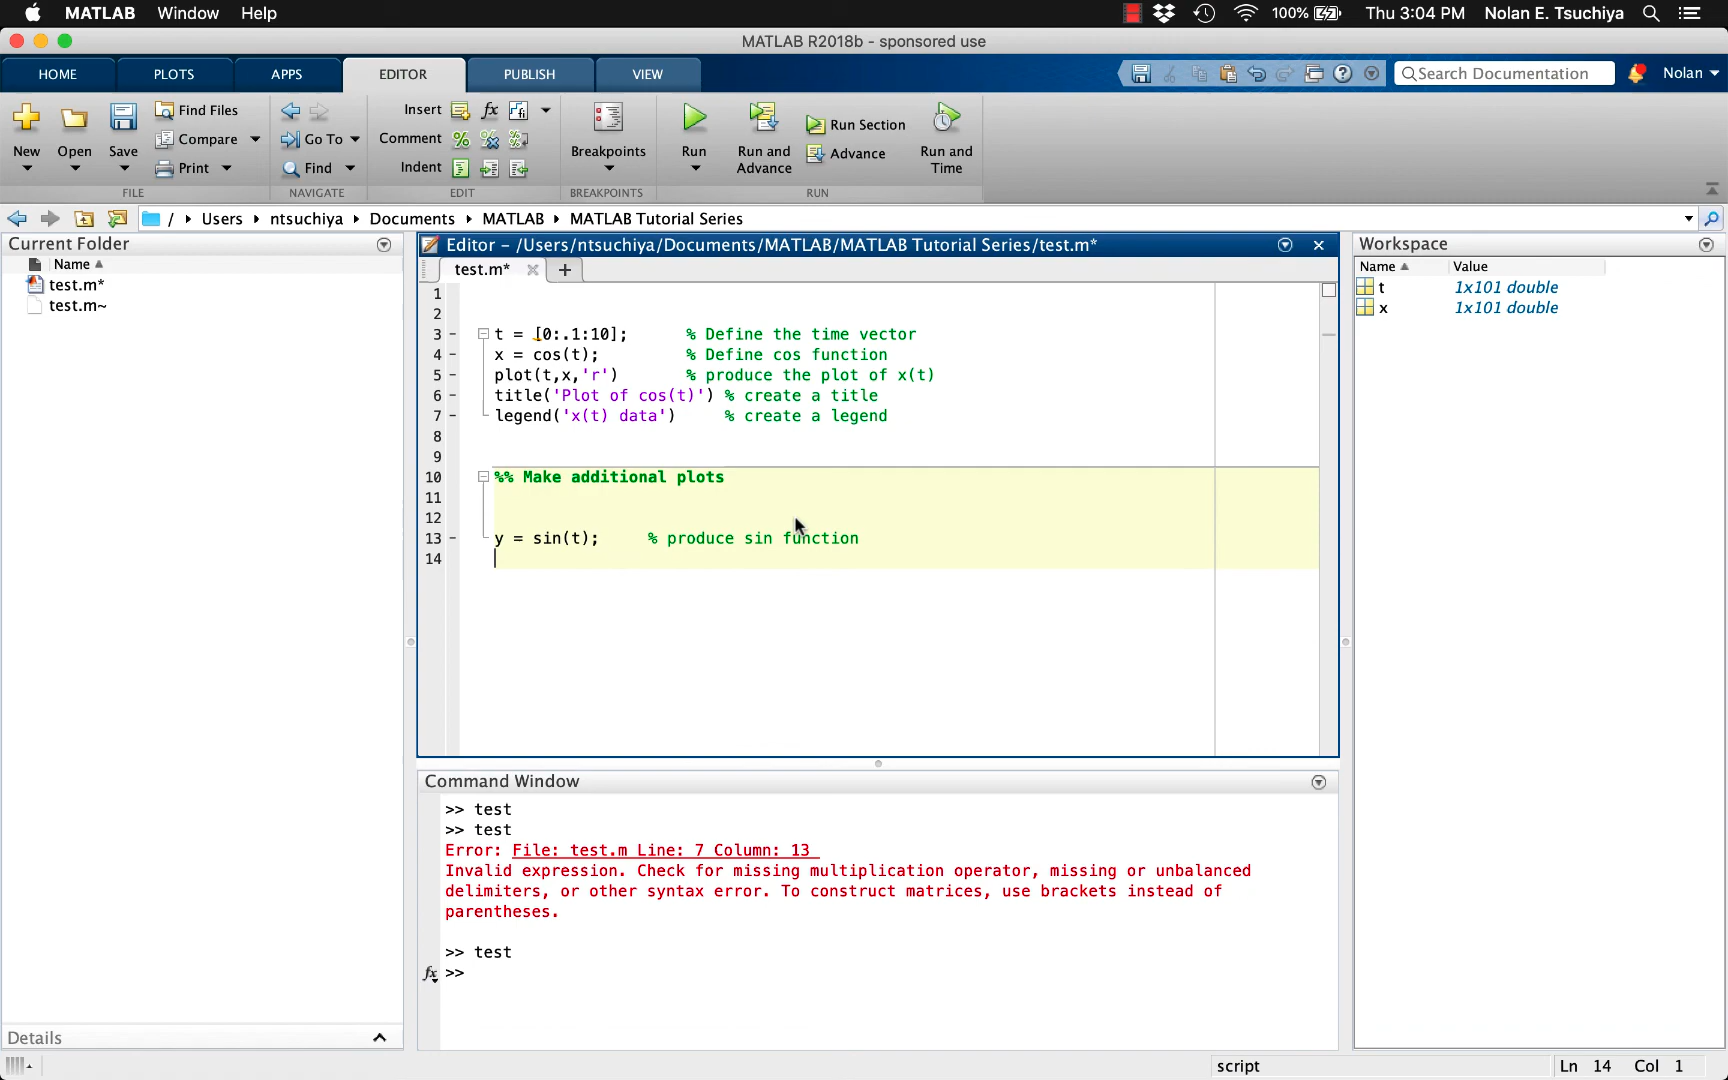 MATLAB Window Help 100% Thu 3:04 PM Nolan E. Tsuchiya
MATLAB R2018b - sponsored use
HOME PLOTS APPS EDITOR PUBLISH VIEW Search Documentation Nolan
New Open Save Find Files Compare Print
Go To Find
Insert fx Comment Indent
Breakpoints
Run Run and Advance Run Section Advance Run and Time
FILE NAVIGATE EDIT BREAKPOINTS RUN
/ Users ntsuchiya Documents MATLAB MATLAB Tutorial Series
Current Folder
Name
test.m*
test.m~
Details
Editor - /Users/ntsuchiya/Documents/MATLAB/MATLAB Tutorial Series/test.m*
test.m* +
1
2
3 - t = [0:.1:10]; % Define the time vector
4 - x = cos(t); % Define cos function
5 - plot(t,x,'r') % produce the plot of x(t)
6 - title('Plot of cos(t)') % create a title
7 - legend('x(t) data') % create a legend
8
9
10 %% Make additional plots
11
12
13 - y = sin(t); % produce sin function
14
Command Window
>> test
>> test
Error: File: test.m Line: 7 Column: 13
Invalid expression. Check for missing multiplication operator, missing or unbalanced
delimiters, or other syntax error. To construct matrices, use brackets instead of
parentheses.
>> test
fx >>
Workspace
Name Value
t 1x101 double
x 1x101 double
script Ln 14 Col 1